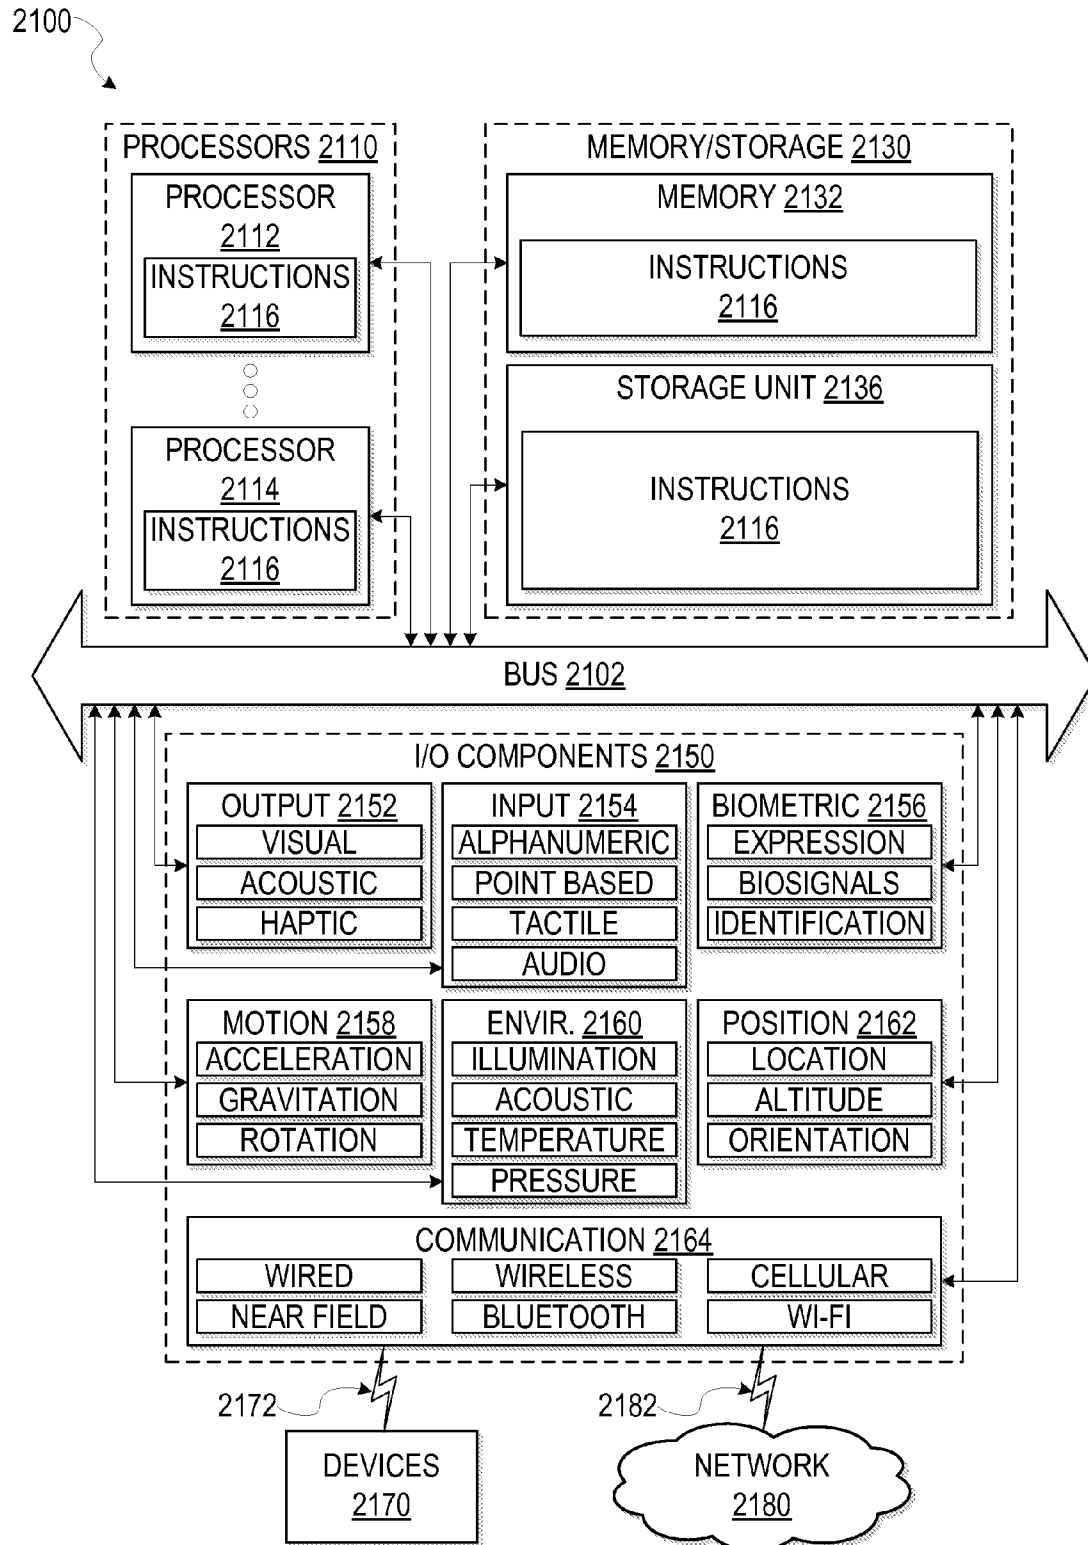 2100
PROCESSORS 2110
PROCESSOR
2112
INSTRUCTIONS
2116
PROCESSOR
2114
INSTRUCTIONS
2116
MEMORY/STORAGE 2130
MEMORY 2132
INSTRUCTIONS
2116
STORAGE UNIT 2136
INSTRUCTIONS
2116
BUS 2102
I/O COMPONENTS 2150
OUTPUT 2152
VISUAL
ACOUSTIC
HAPTIC
INPUT 2154
ALPHANUMERIC
POINT BASED
TACTILE
AUDIO
BIOMETRIC 2156
EXPRESSION
BIOSIGNALS
IDENTIFICATION
MOTION 2158
ACCELERATION
GRAVITATION
ROTATION
ENVIR. 2160
ILLUMINATION
ACOUSTIC
TEMPERATURE
PRESSURE
POSITION 2162
LOCATION
ALTITUDE
ORIENTATION
COMMUNICATION 2164
WIRED
WIRELESS
CELLULAR
NEAR FIELD
BLUETOOTH
WI-FI
2172
2182
DEVICES
2170
NETWORK
2180